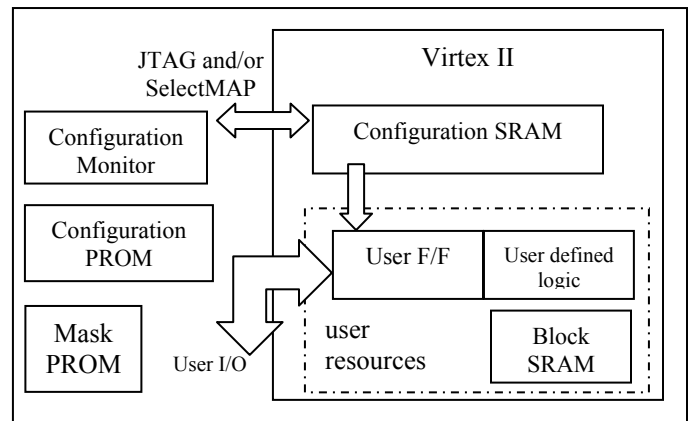 JTAG and/or
SelectMAP
Virtex II
Configuration
Monitor
Configuration SRAM
Configuration
PROM
User F/F
User defined
logic
Mask
PROM
User I/O
user
resources
Block
SRAM